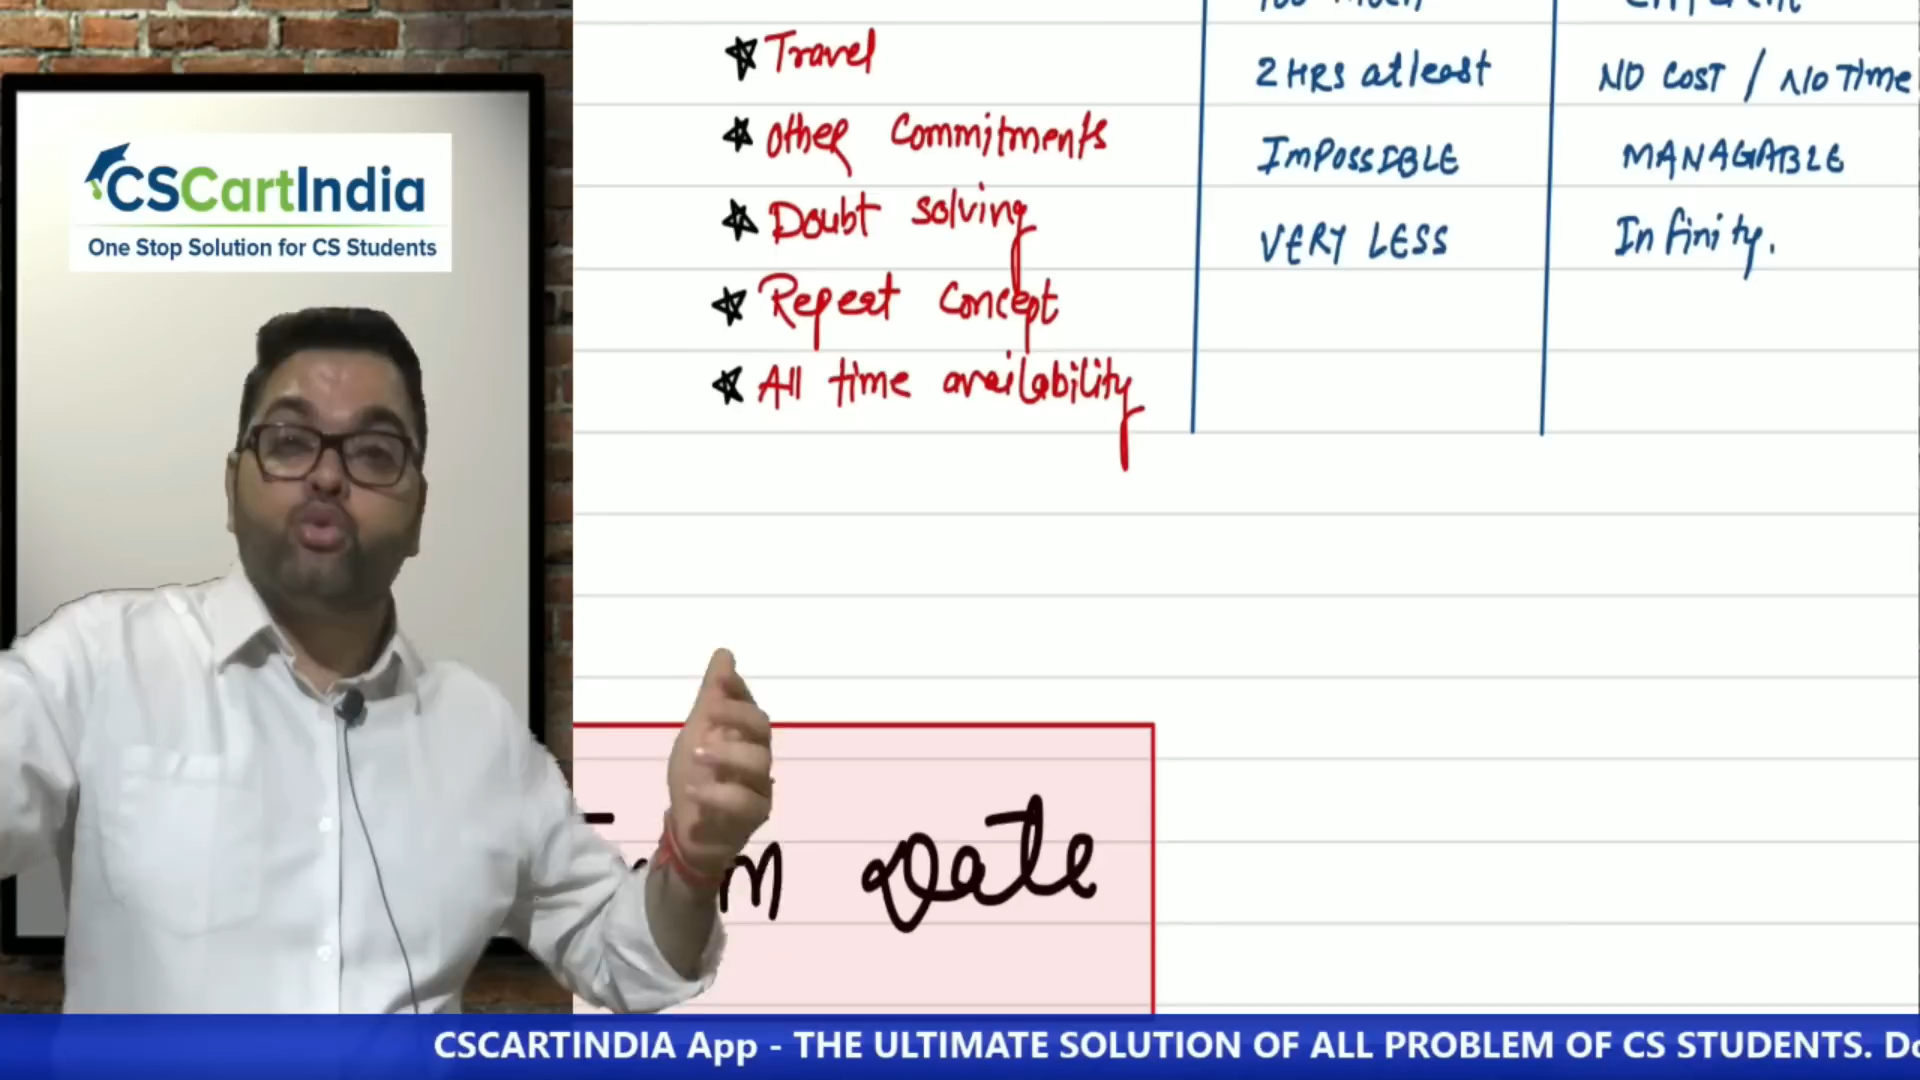 CSCartIndia
One Stop Solution for CS Students
Travel 2 HRS atleast NO COST / NO TIME
Other Commitments IMPOSSIBLE MANAGABLE
Doubt solving VERY LESS Infinity.
Repeat Concept
All time availability
Date
CSCARTINDIA App - THE ULTIMATE SOLUTION OF ALL PROBLEM OF CS STUDENTS.